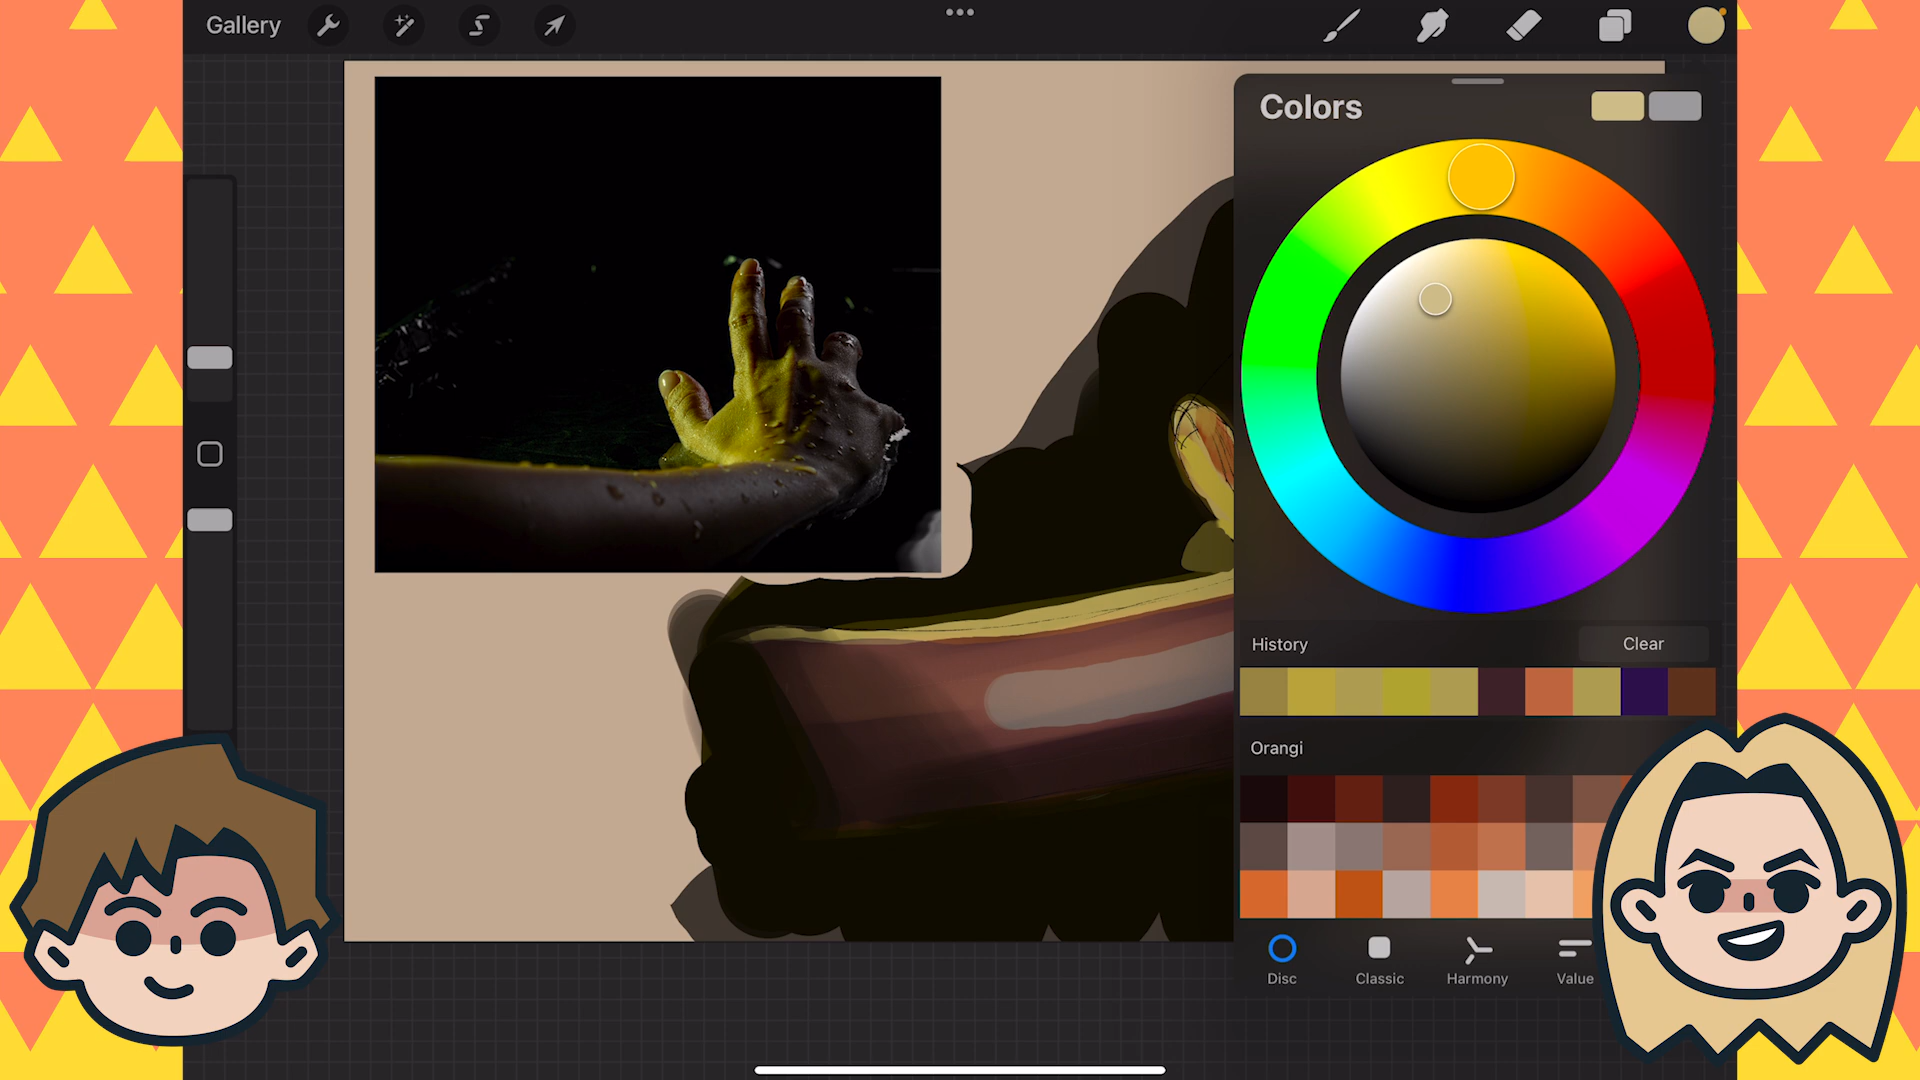 Gallery
Colors
History
Clear
Orangi
Disc
Classic
Harmony
Value